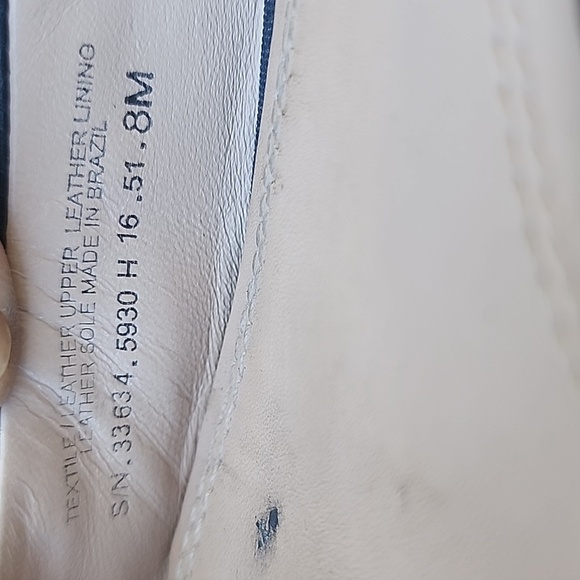 TEXTILE / LEATHER UPPER LEATHER LINING
LEATHER SOLE MADE IN BRAZIL
S/N.33634.5930 H 16.51.8M